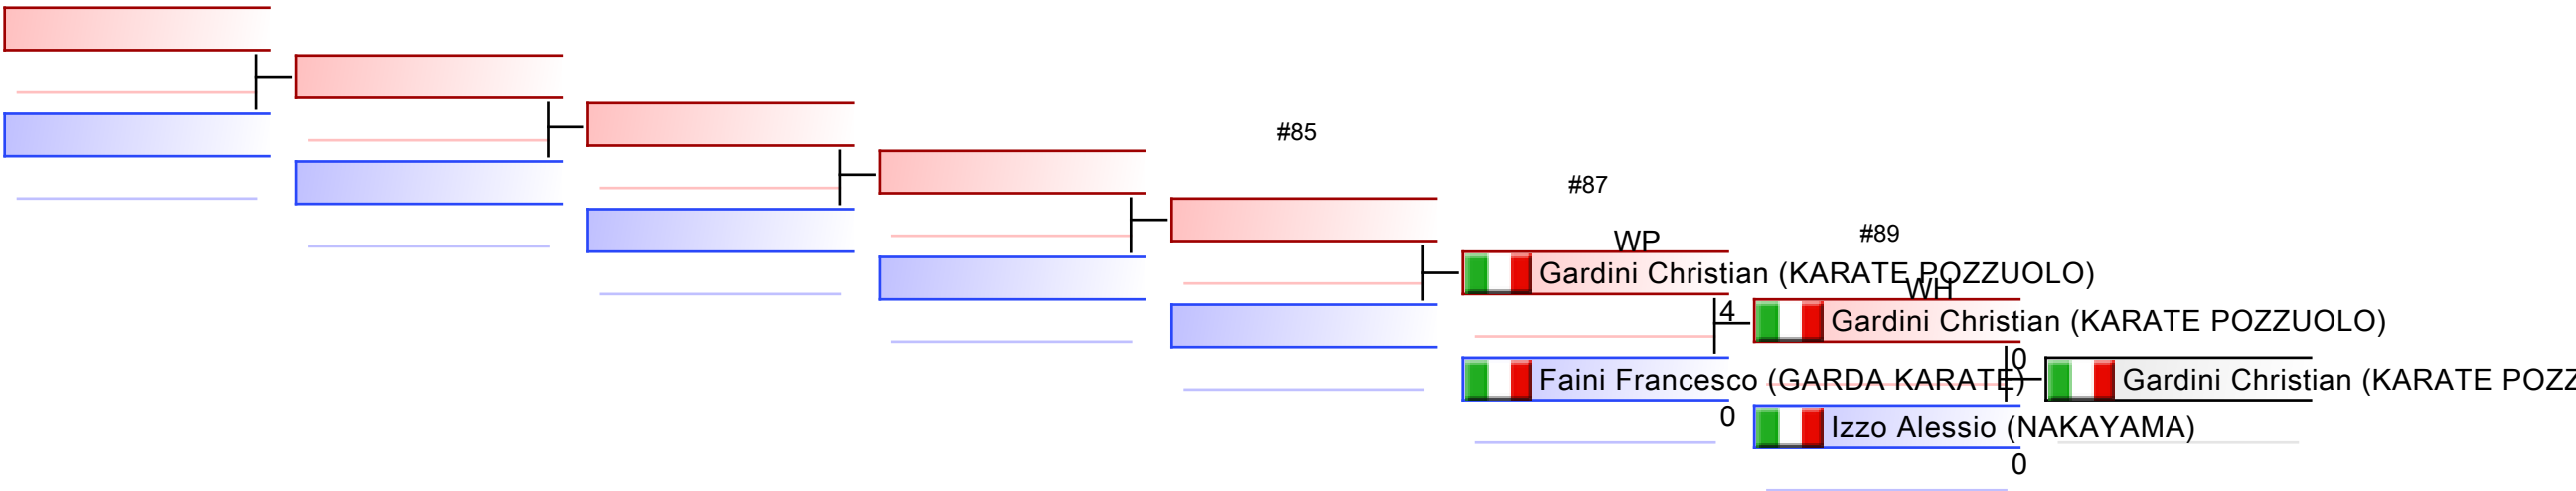 #85
#87
WP
#89
Gardini Christian (KARATE POZZUOLO)
WH
4
Gardini Christian (KARATE POZZUOLO)
0
Faini Francesco (GARDA KARATE)
Gardini Christian (KARATE POZZ
0
Izzo Alessio (NAKAYAMA)
0